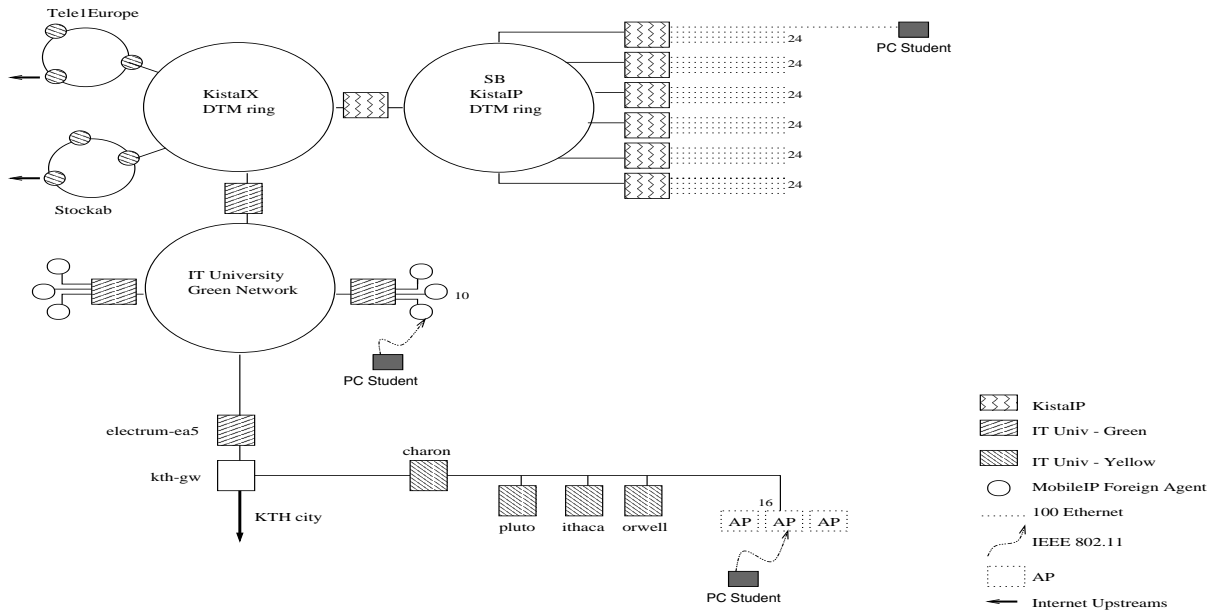 Tele1Europe
KistaIX
DTM ring
SB
KistaIP
DTM ring
24
24
24
24
24
24
PC Student
Stockab
IT University
Green Network
10
PC Student
electrum-ea5
kth-gw
KTH city
charon
pluto
ithaca
orwell
16
AP
AP
AP
PC Student
KistaIP
IT Univ - Green
IT Univ - Yellow
MobileIP Foreign Agent
100 Ethernet
IEEE 802.11
AP
Internet Upstreams